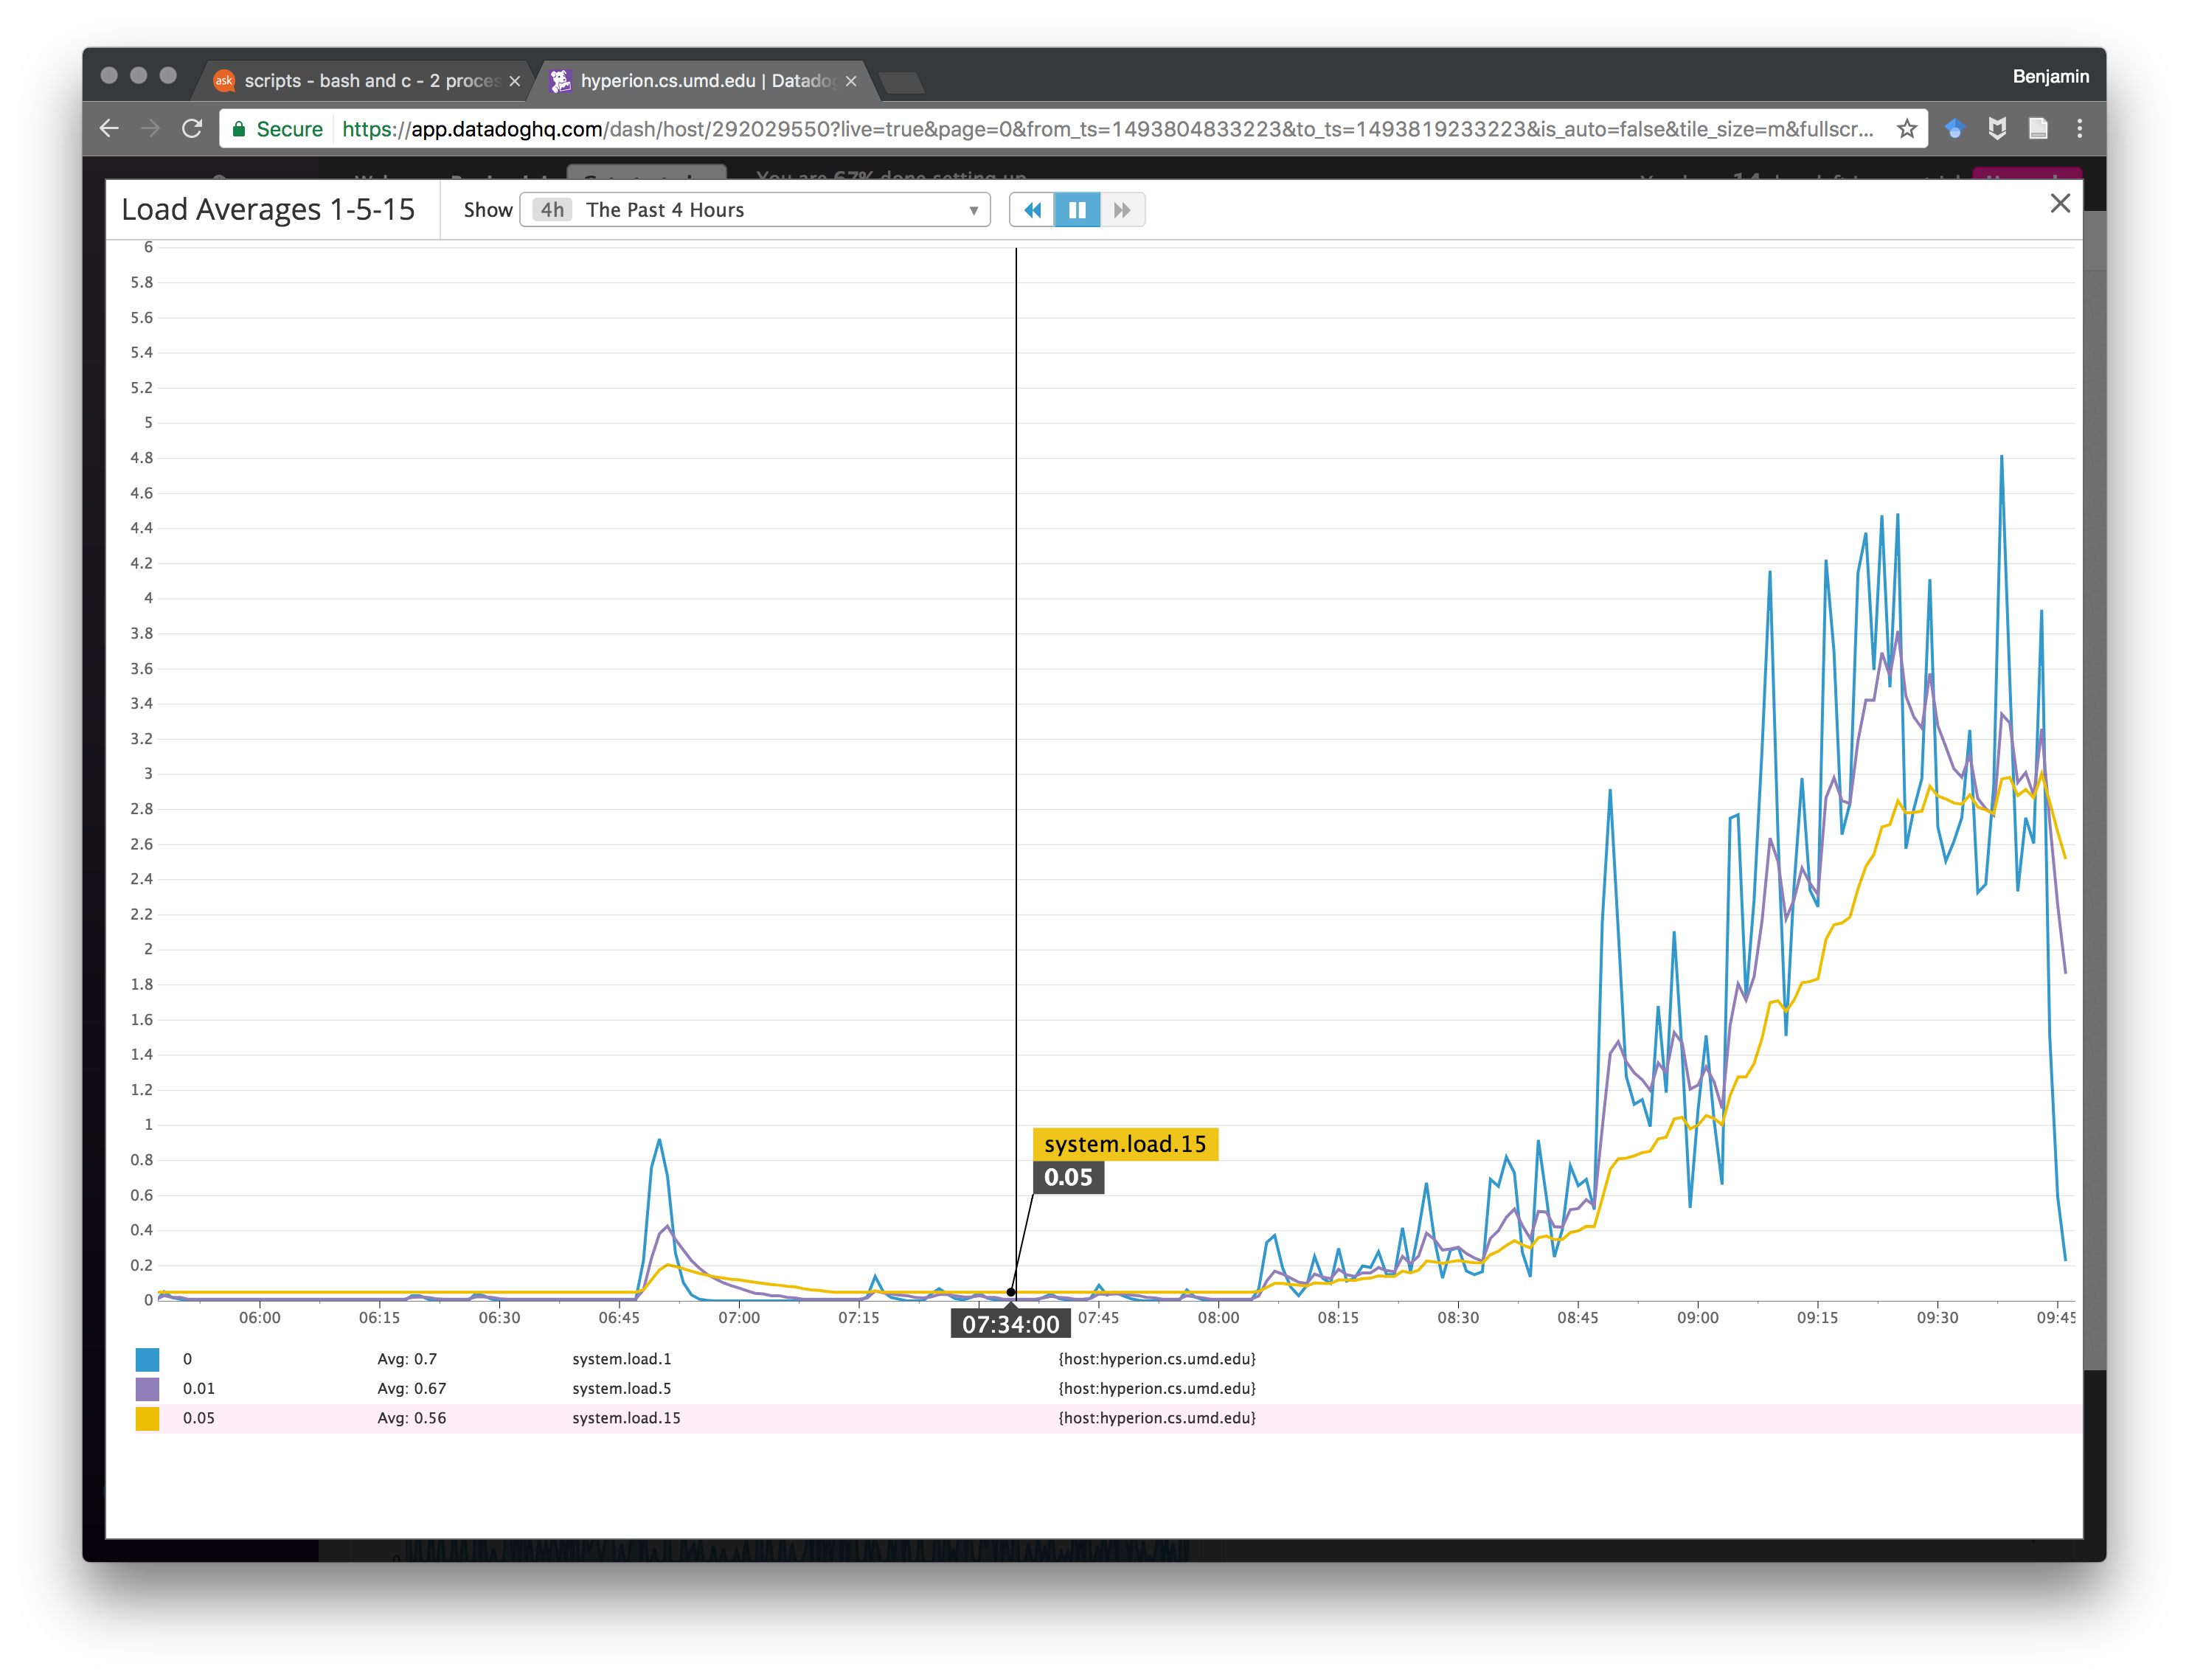 ask scripts - bash and c - 2 proces
hyperion.cs.umd.edu | Datadog
Benjamin
Secure https://app.datadoghq.com/dash/host/292029550?live=true&page=0&from_ts=1493804833223&to_ts=1493819233223&is_auto=false&tile_size=m&fullscr...
You are 67% done setting up
Load Averages 1-5-15
Show 4h The Past 4 Hours
6
5.8
5.6
5.4
5.2
5
4.8
4.6
4.4
4.2
4
3.8
3.6
3.4
3.2
3
2.8
2.6
2.4
2.2
2
1.8
1.6
1.4
1.2
1
0.8
0.6
0.4
0.2
0
system.load.15
0.05
06:00 06:15 06:30 06:45 07:00 07:15 07:34:00 07:45 08:00 08:15 08:30 08:45 09:00 09:15 09:30 09:45
0 Avg: 0.7 system.load.1 {host:hyperion.cs.umd.edu}
0.01 Avg: 0.67 system.load.5 {host:hyperion.cs.umd.edu}
0.05 Avg: 0.56 system.load.15 {host:hyperion.cs.umd.edu}